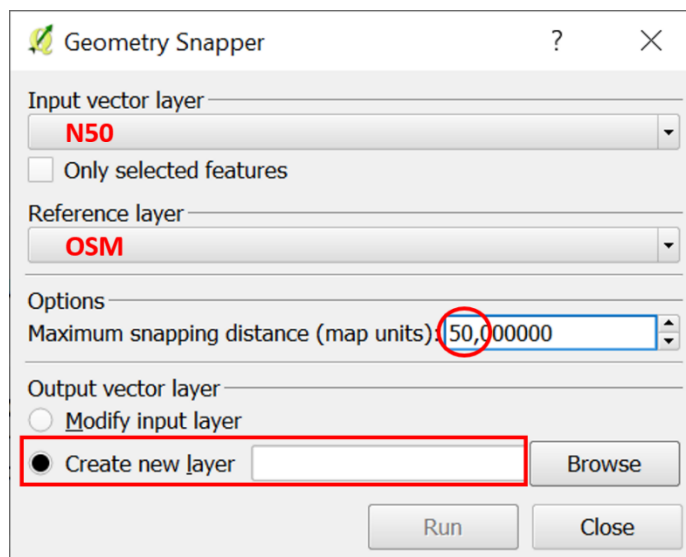 Geometry Snapper ?
Input vector layer
N50
Only selected features
Reference layer
OSM
Options
Maximum snapping distance (map units): 50,000000
Output vector layer
Modify input layer
Create new layer Browse
Run Close